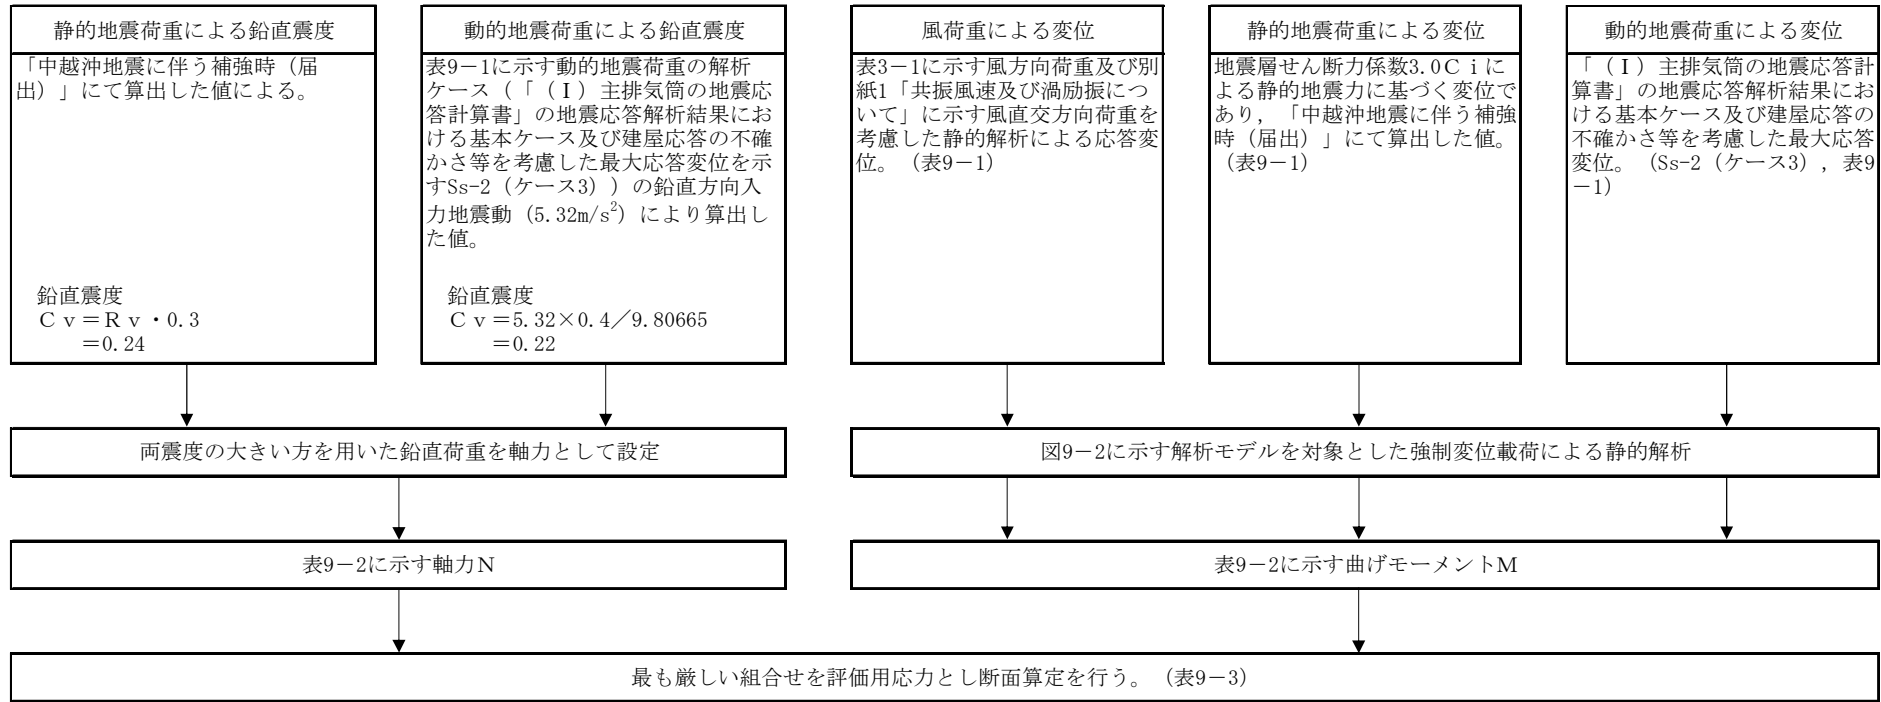 静的地震荷重による鉛直震度
「中越沖地震に伴う補強時（届
出）」にて算出した値による。
鉛直震度
Ｃｖ＝Ｒｖ・0.3
＝0.24
動的地震荷重による鉛直震度
表9－1に示す動的地震荷重の解析
ケース（「（Ⅰ）主排気筒の地震応
答計算書」の地震応答解析結果にお
ける基本ケース及び建屋応答の不確
かさ等を考慮した最大応答変位を示
すSs-2（ケース3））の鉛直方向入
力地震動（5.32m/s²）により算出し
た値。
鉛直震度
Ｃｖ＝5.32×0.4／9.80665
＝0.22
風荷重による変位
表3－1に示す風方向荷重及び別
紙1「共振風速及び渦励振につ
いて」に示す風直交方向荷重を
考慮した静的解析による応答変
位。（表9－1）
静的地震荷重による変位
地震層せん断力係数3.0Ｃｉに
よる静的地震力に基づく変位で
あり，「中越沖地震に伴う補強
時（届出）」にて算出した値。
（表9－1）
動的地震荷重による変位
「（Ⅰ）主排気筒の地震応答計
算書」の地震応答解析結果にお
ける基本ケース及び建屋応答の
不確かさ等を考慮した最大応答
変位。（Ss-2（ケース3），表9
－1）
両震度の大きい方を用いた鉛直荷重を軸力として設定
図9－2に示す解析モデルを対象とした強制変位載荷による静的解析
表9－2に示す軸力Ｎ
表9－2に示す曲げモーメントＭ
最も厳しい組合せを評価用応力とし断面算定を行う。（表9－3）